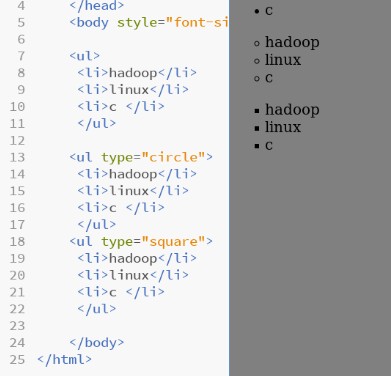 4 </head>
5 <body style="font-si
6
7 <ul>
8 <li>hadoop</li>
9 <li>linux</li>
10 <li>c </li>
11 </ul>
12
13 <ul type="circle">
14 <li>hadoop</li>
15 <li>linux</li>
16 <li>c </li>
17 <ul>
18 <ul type="square">
19 <li>hadoop</li>
20 <li>linux</li>
21 <li>c </li>
22 </ul>
23
24 </body>
25 </html>
• c
◦ hadoop
◦ linux
◦ c
▪ hadoop
▪ linux
▪ c